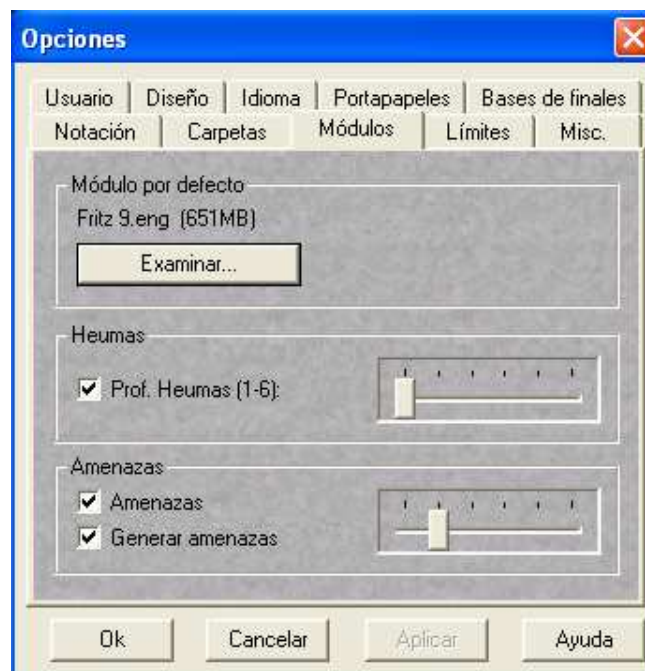 Opciones
Usuario Diseño Idioma Portapapeles Bases de finales
Notación Carpetas Módulos Límites Misc.
Módulo por defecto
Fritz 9.eng (651MB)
Examinar...
Heumas
Prof. Heumas (1-6):
Amenazas
Amenazas
Generar amenazas
Ok Cancelar Aplicar Ayuda